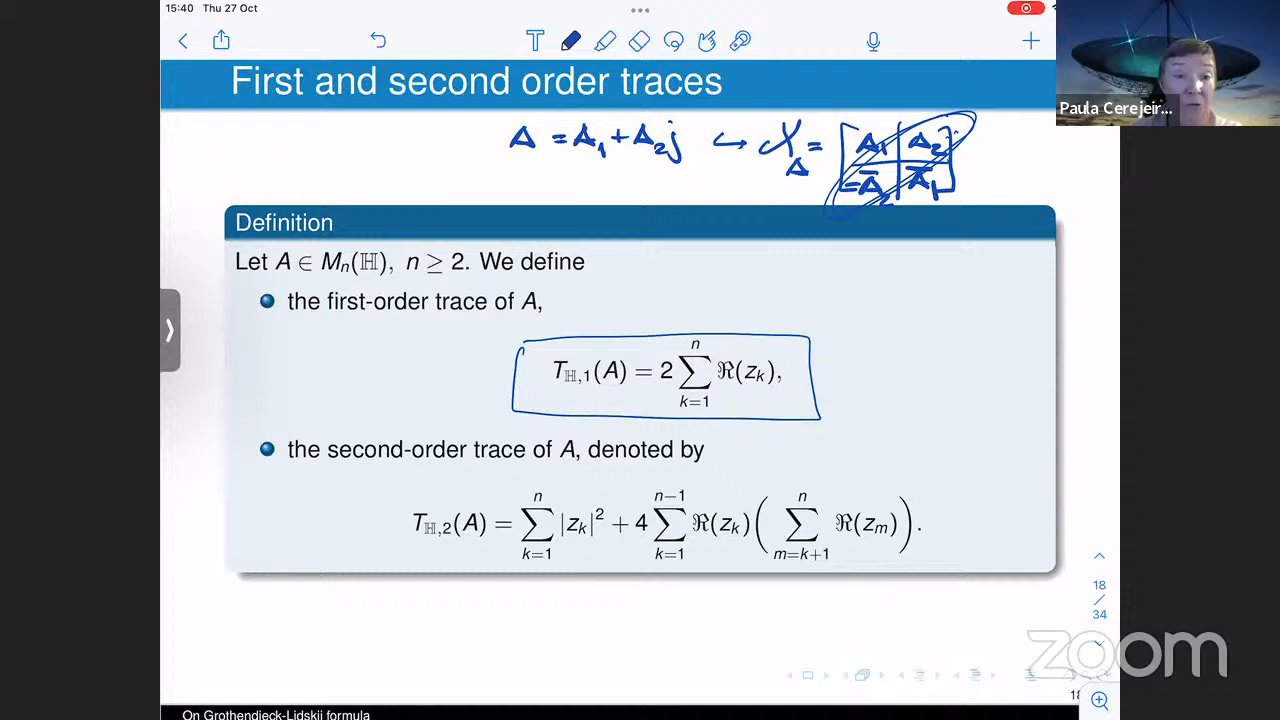 15:40 Thu 27 Oct
First and second order traces
Paula Cerejeir...
A = A₁ + A₂j ↪ χ_A = [A₁ | A₂
-A̅₂ | A̅₁]
Definition
Let A ∈ Mₙ(ℍ), n ≥ 2. We define
the first-order trace of A,
T_{ℍ,1}(A) = 2 ∑_{k=1}^{n} ℜ(z_k),
the second-order trace of A, denoted by
T_{ℍ,2}(A) = ∑_{k=1}^{n} |z_k|² + 4 ∑_{k=1}^{n−1} ℜ(z_k) ( ∑_{m=k+1}^{n} ℜ(z_m) ).
18
/
34
zoom
On Grothendieck-Lidskii formula